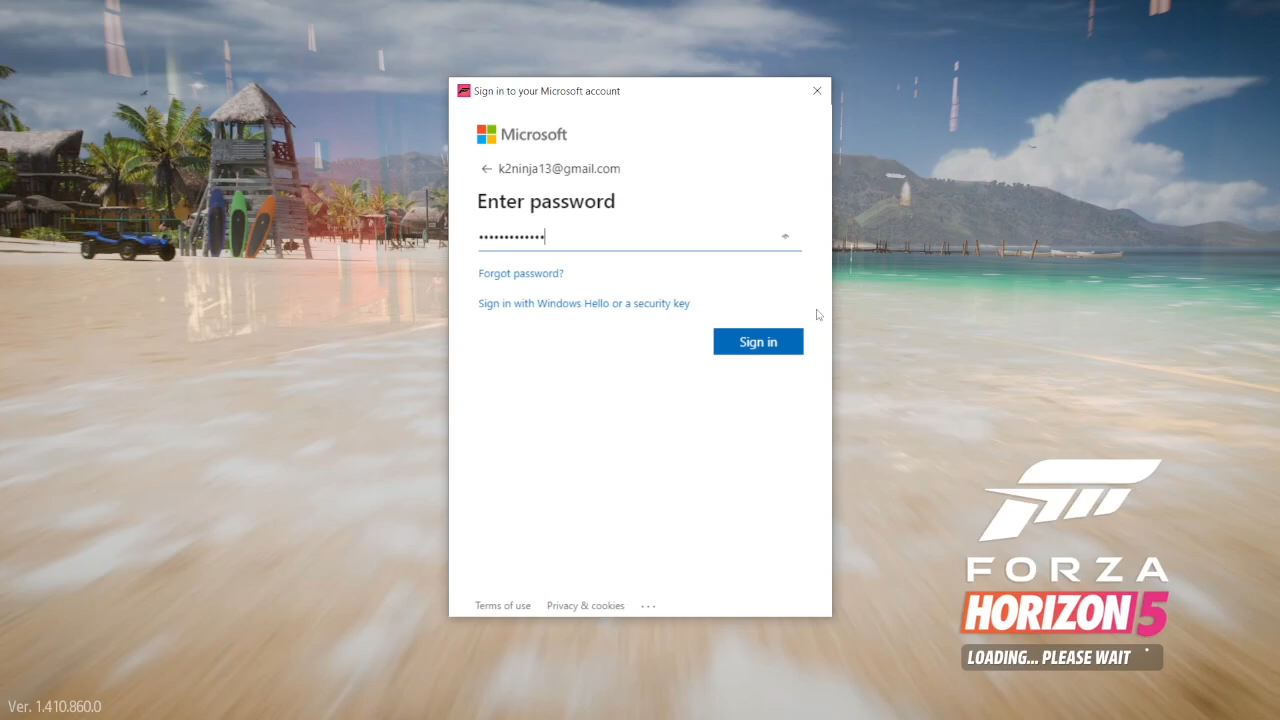 Sign in to your Microsoft account
Microsoft
k2ninja13@gmail.com
Enter password
•••••••••••••
Forgot password?
Sign in with Windows Hello or a security key
Sign in
Terms of use Privacy & cookies ...
FORZA
HORIZON 5
LOADING... PLEASE WAIT
Ver. 1.410.860.0